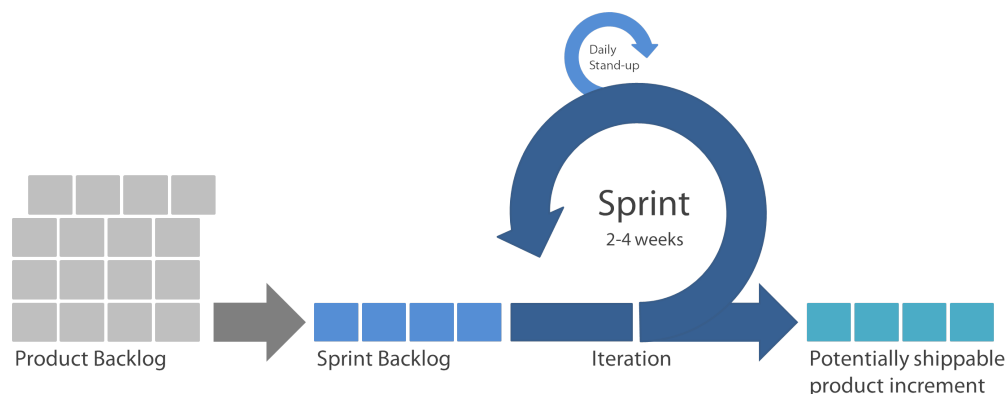 Daily
Stand-up
Sprint
2-4 weeks
Product Backlog
Sprint Backlog
Iteration
Potentially shippable
product increment